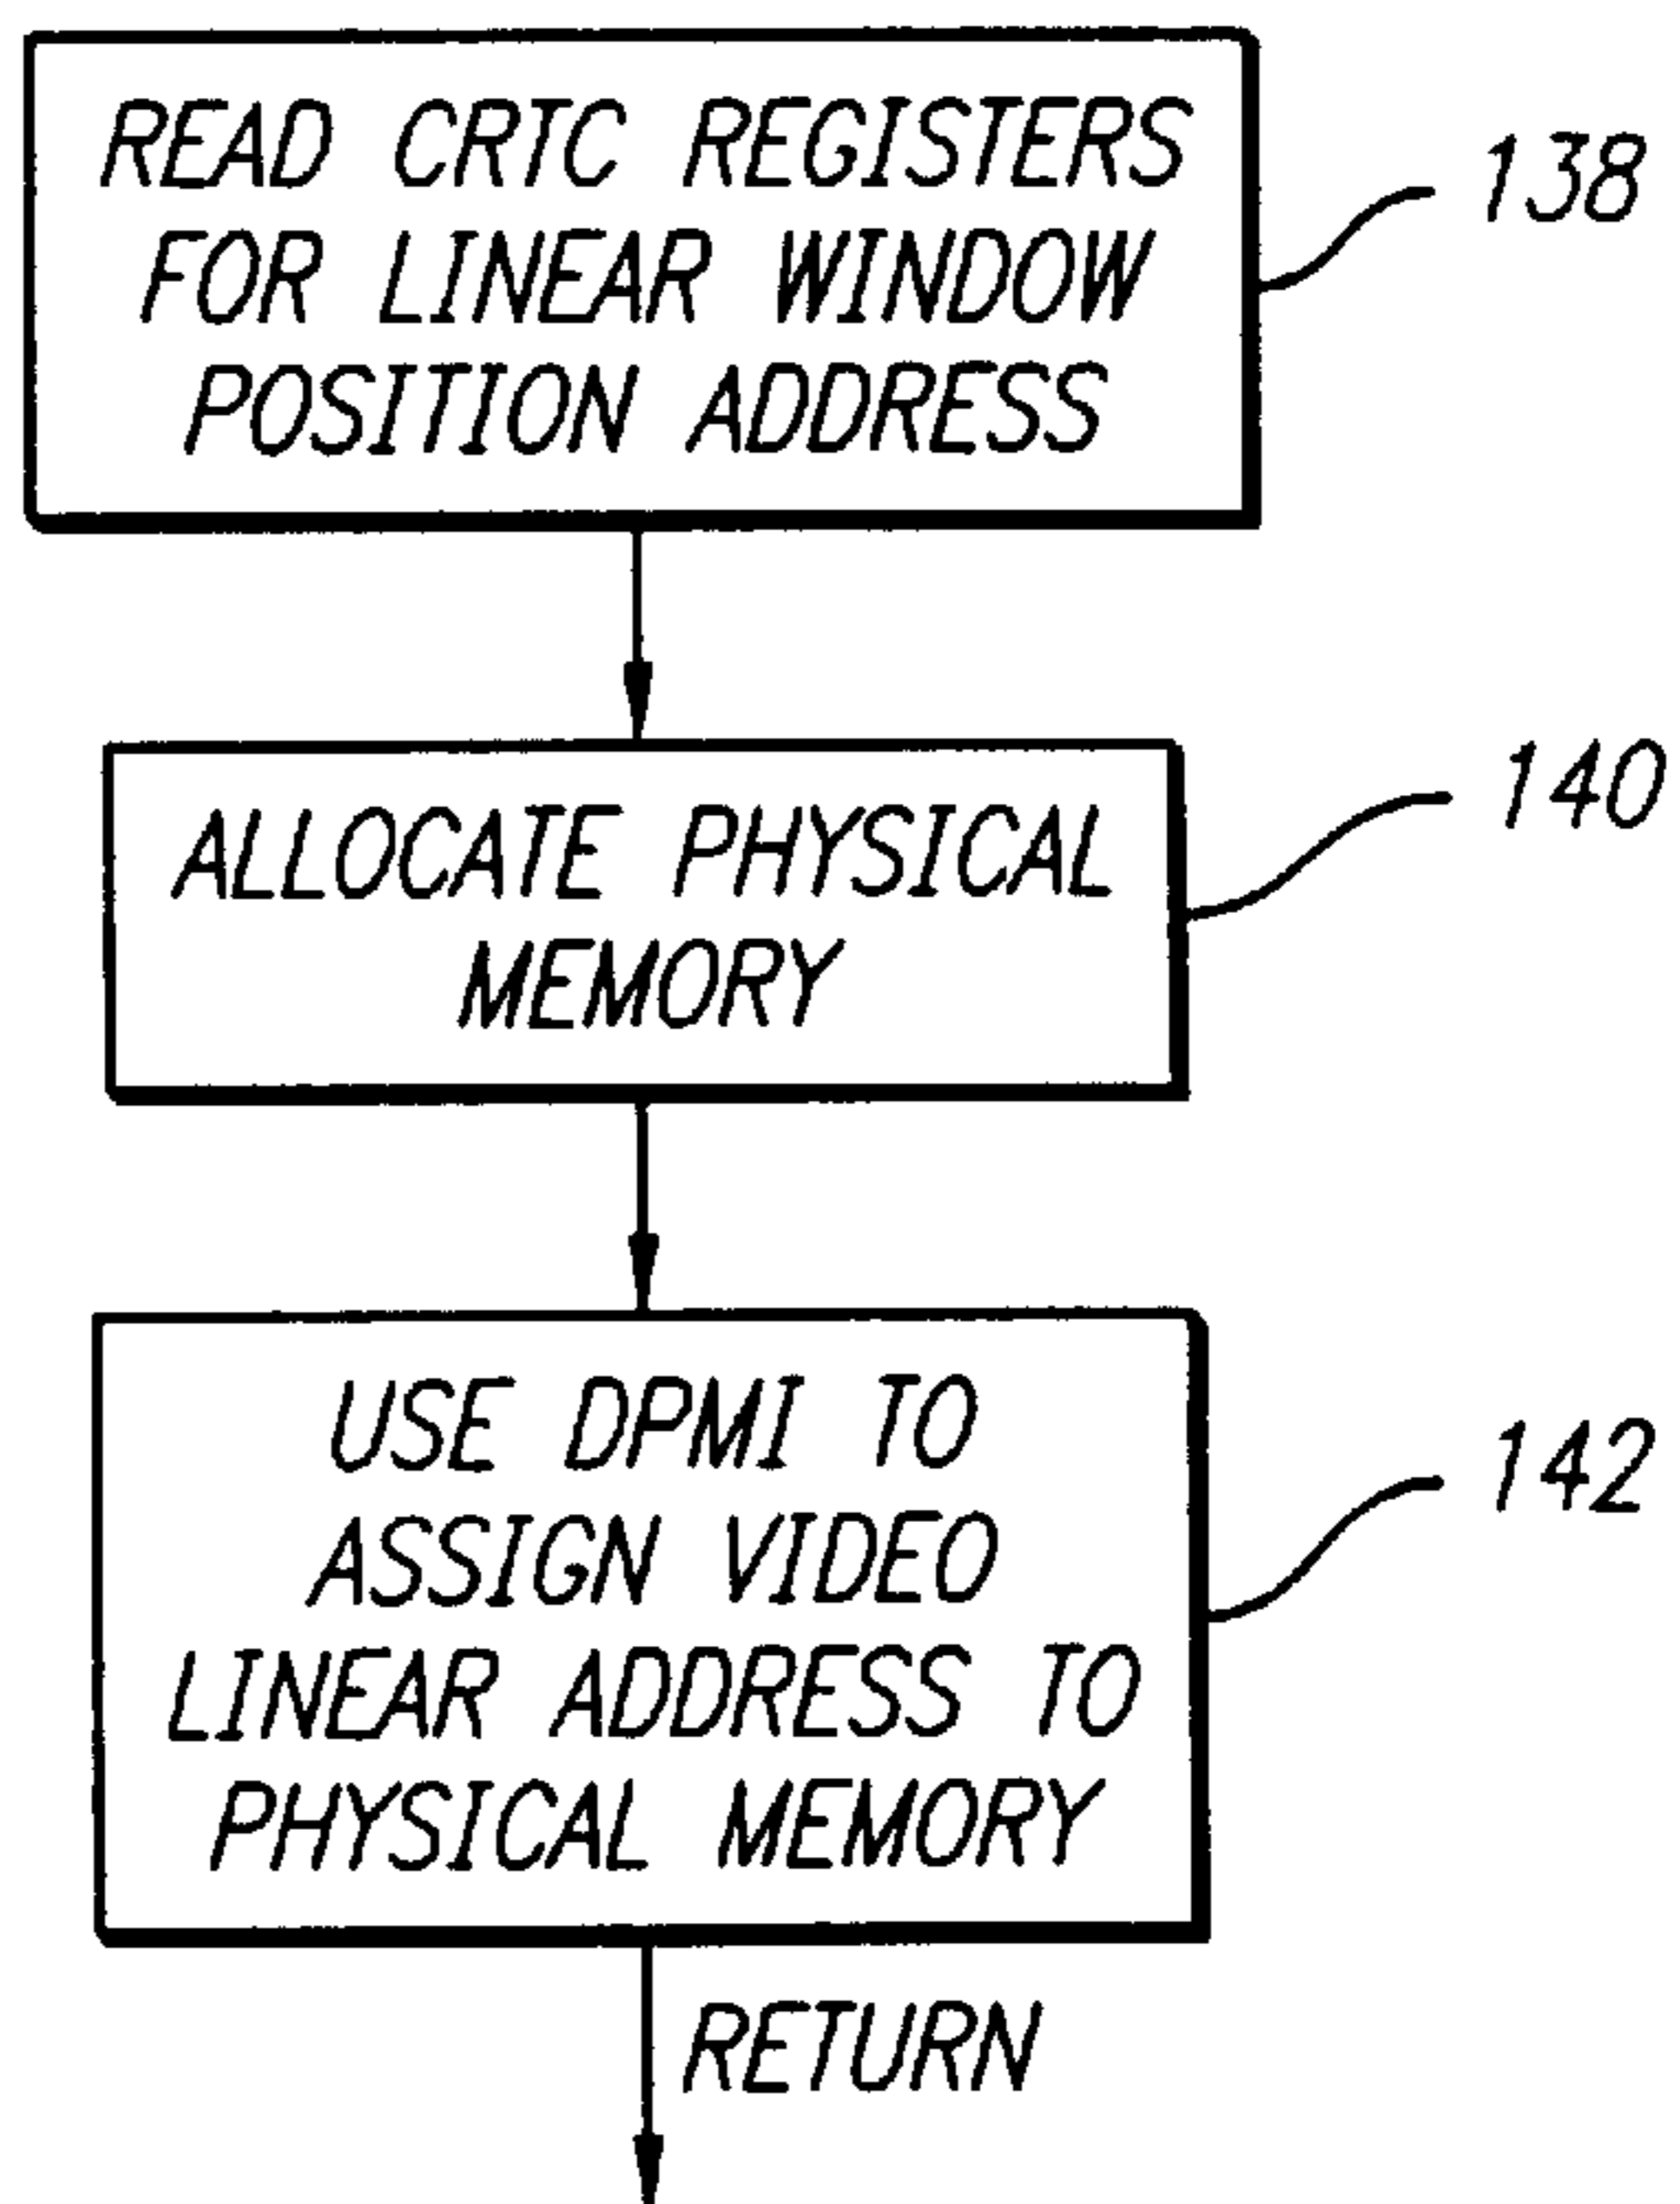 READ CRTC REGISTERS
FOR LINEAR WINDOW
POSITION ADDRESS
138
ALLOCATE PHYSICAL
MEMORY
140
USE DPMI TO
ASSIGN VIDEO
LINEAR ADDRESS TO
PHYSICAL MEMORY
142
RETURN